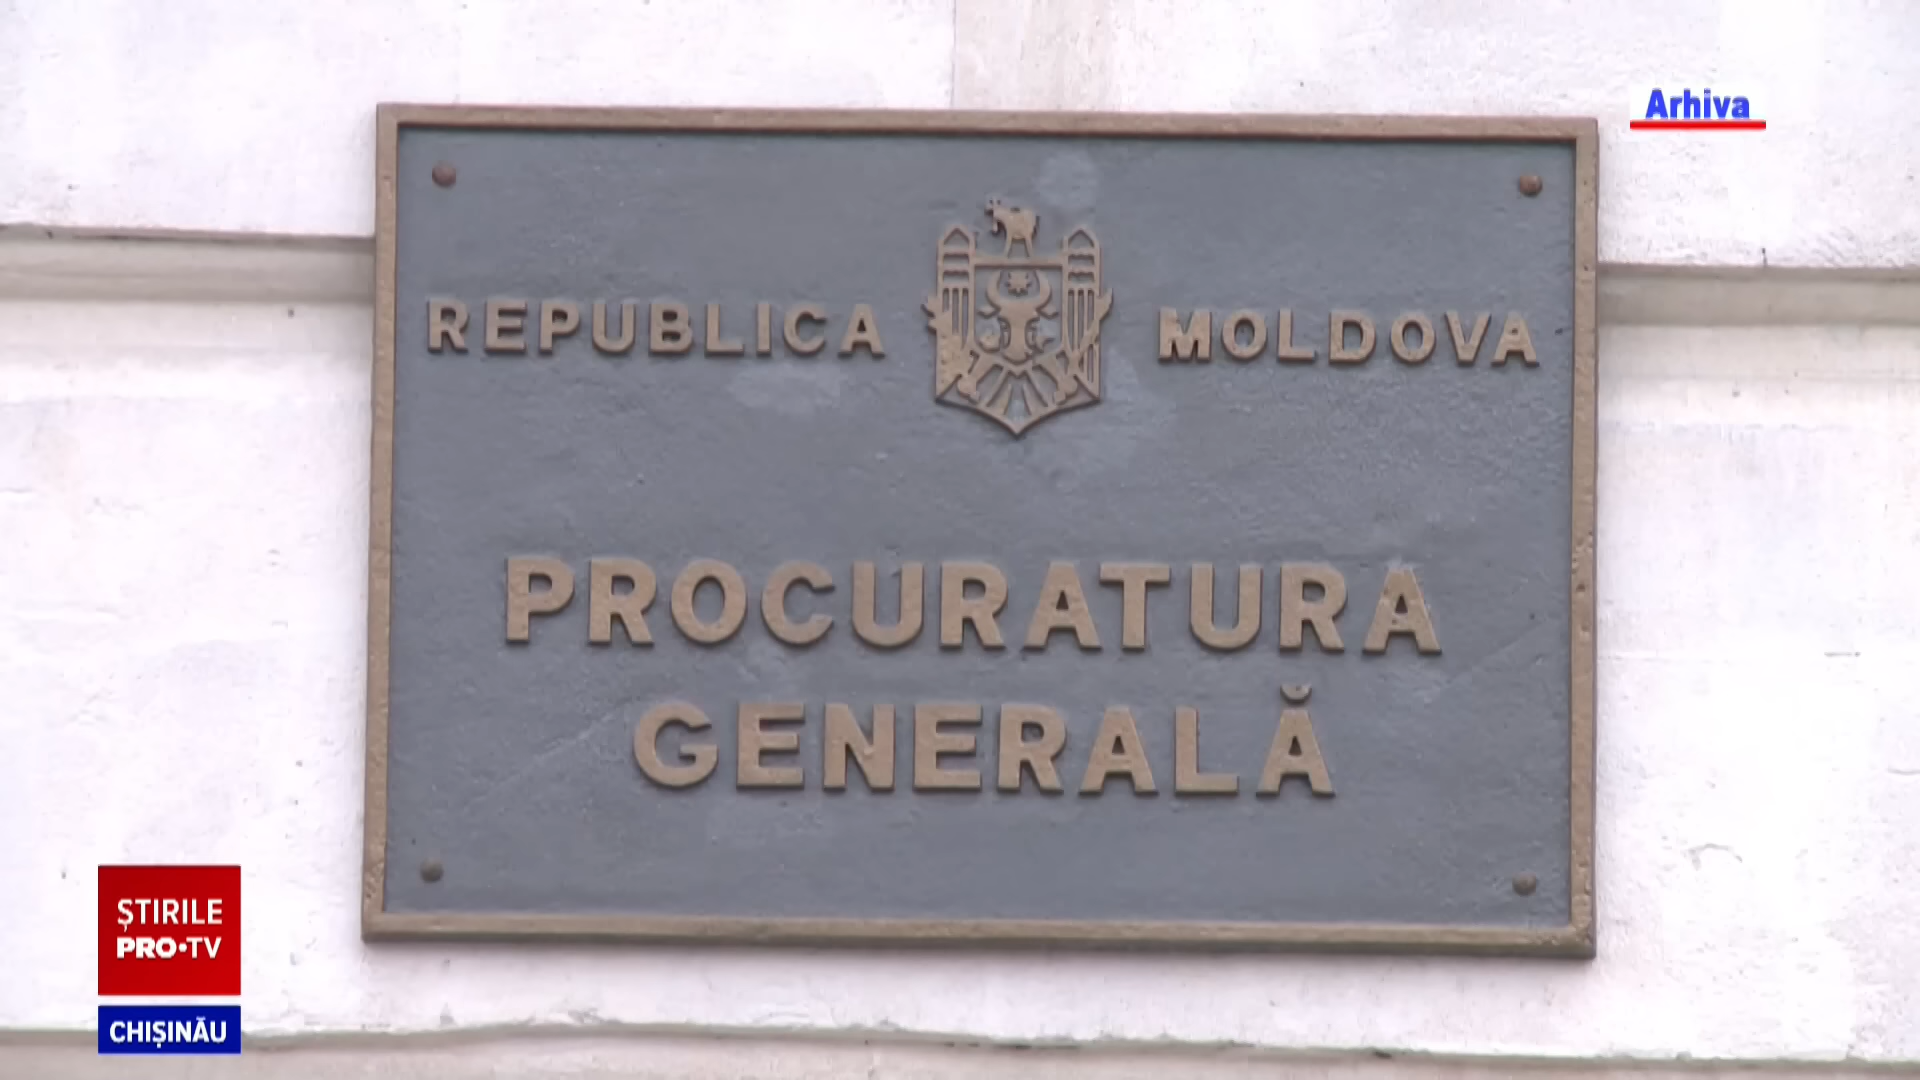 Arhiva
REPUBLICA MOLDOVA
PROCURATURA
GENERALĂ
ȘTIRILE
PRO•TV
CHIȘINĂU